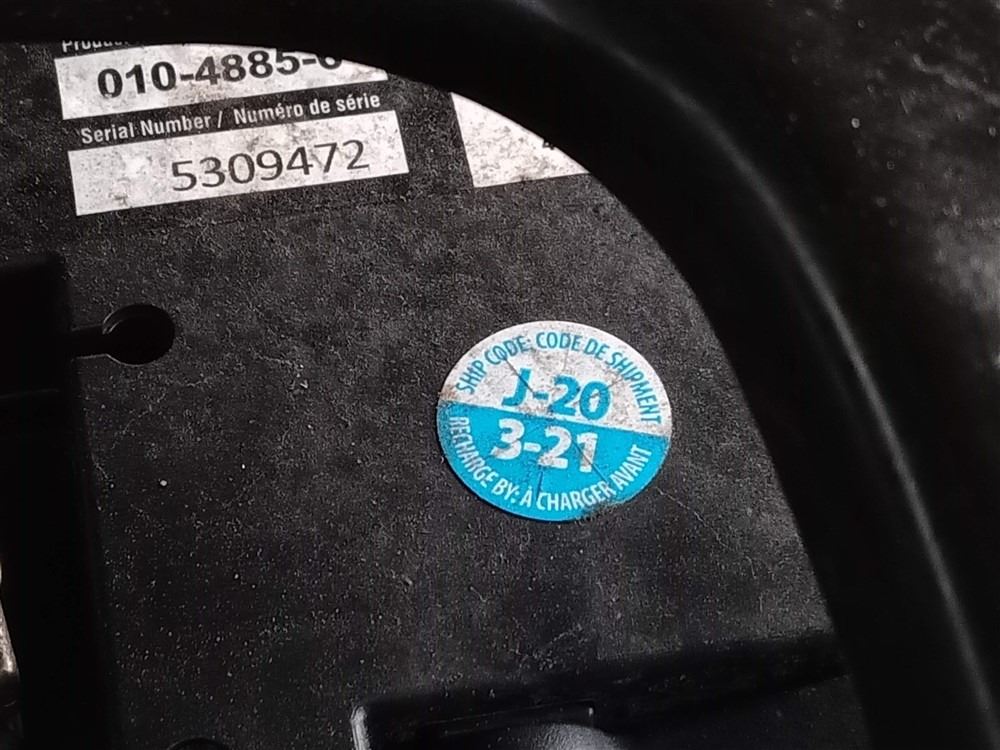 010-4885-
Serial Number / Numéro de série
5309472
SHIP CODE: CODE DE SHIPMENT
J-20
3-21
RECHARGE BY: À CHARGER AVANT